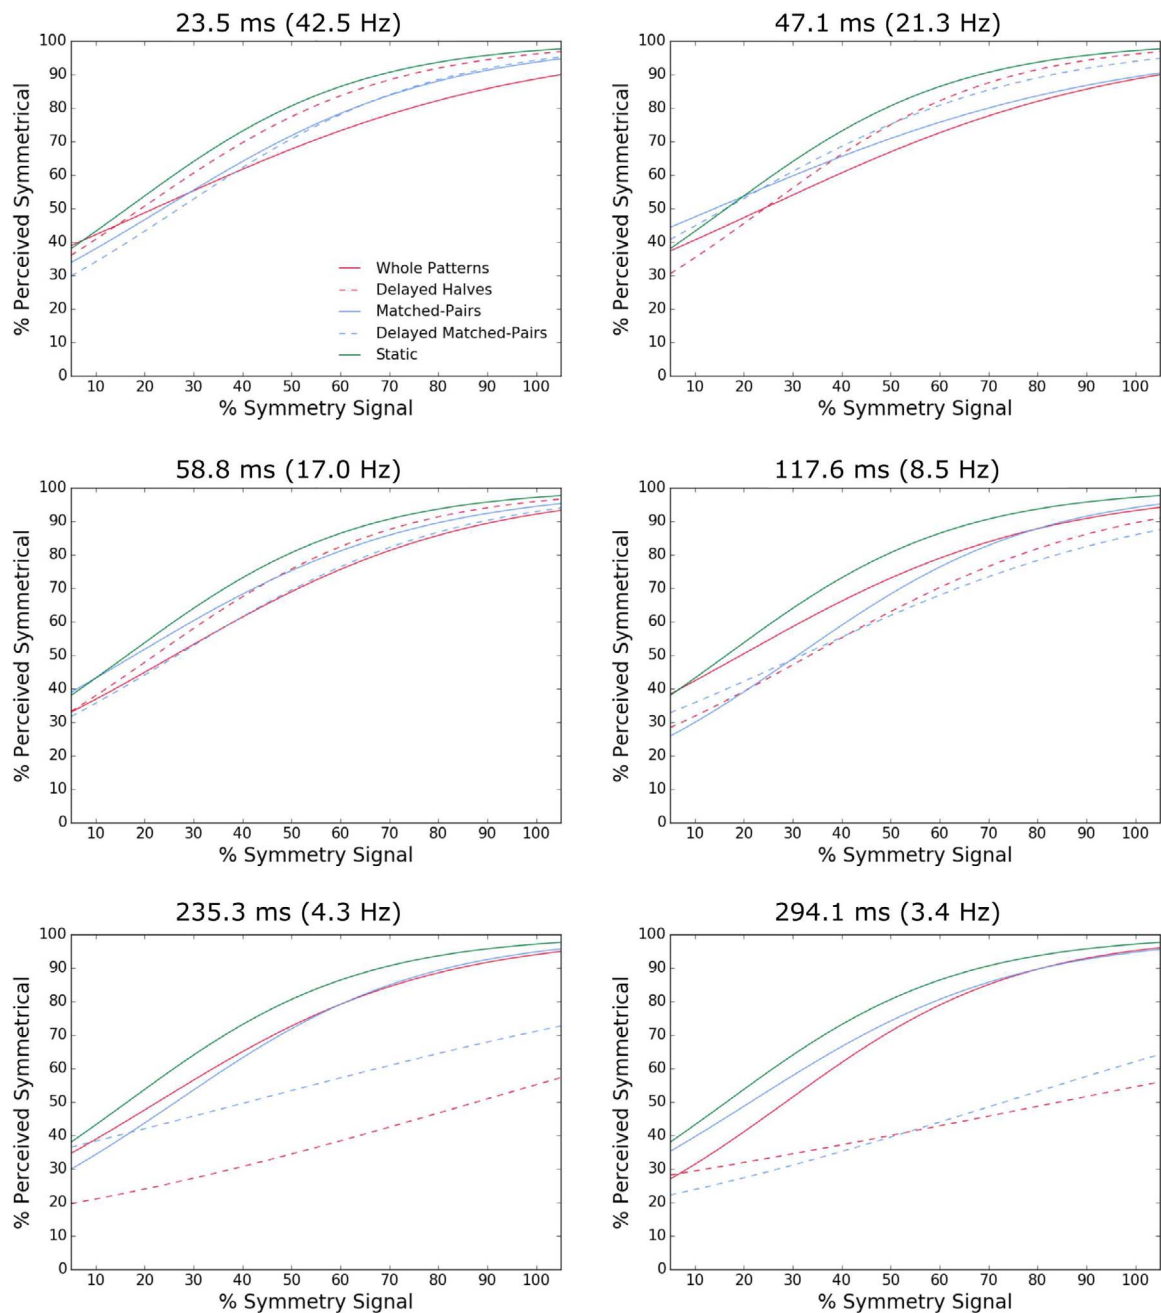 23.5 ms (42.5 Hz)
100
90
80
70
60
50
40
30
20
10
0
% Perceived Symmetrical
Whole Patterns
Delayed Halves
Matched-Pairs
Delayed Matched-Pairs
Static
10 20 30 40 50 60 70 80 90 100
% Symmetry Signal
47.1 ms (21.3 Hz)
100
90
80
70
60
50
40
30
20
10
0
% Perceived Symmetrical
10 20 30 40 50 60 70 80 90 100
% Symmetry Signal
58.8 ms (17.0 Hz)
100
90
80
70
60
50
40
30
20
10
0
% Perceived Symmetrical
10 20 30 40 50 60 70 80 90 100
% Symmetry Signal
117.6 ms (8.5 Hz)
100
90
80
70
60
50
40
30
20
10
0
% Perceived Symmetrical
10 20 30 40 50 60 70 80 90 100
% Symmetry Signal
235.3 ms (4.3 Hz)
100
90
80
70
60
50
40
30
20
10
0
% Perceived Symmetrical
10 20 30 40 50 60 70 80 90 100
% Symmetry Signal
294.1 ms (3.4 Hz)
100
90
80
70
60
50
40
30
20
10
0
% Perceived Symmetrical
10 20 30 40 50 60 70 80 90 100
% Symmetry Signal